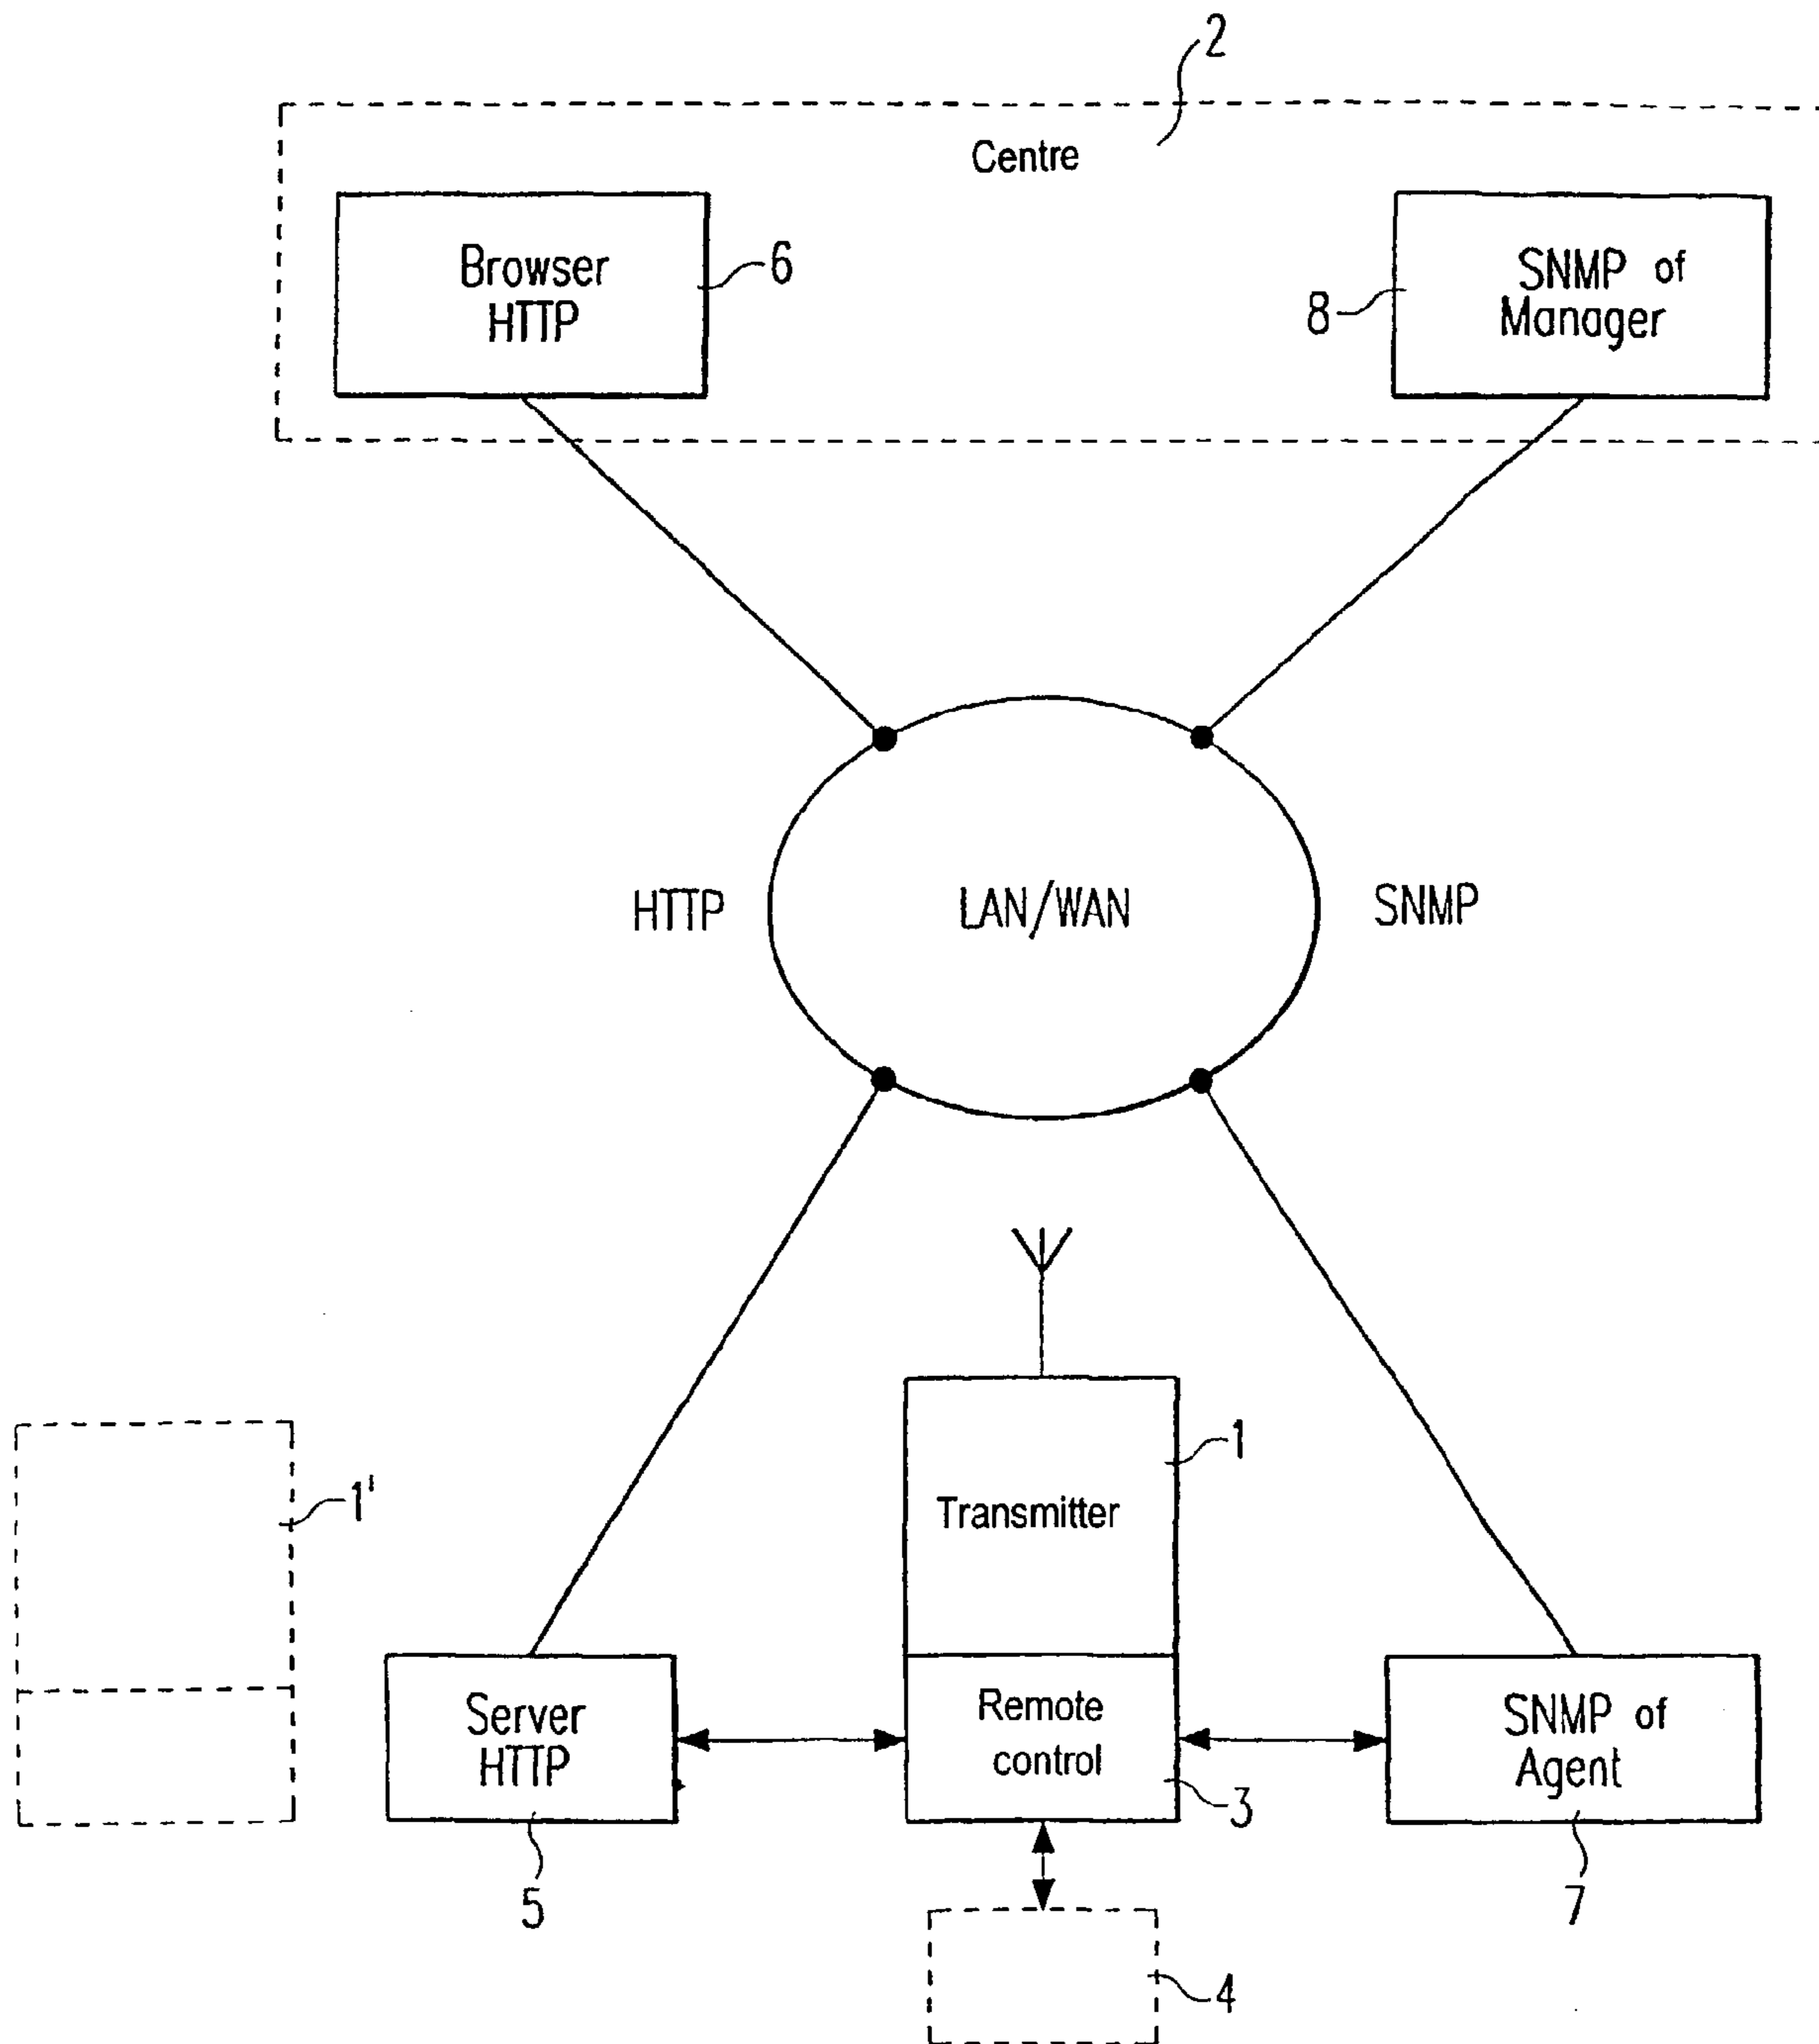 2
Centre
Browser
HTTP
6
SNMP of
Manager
8
HTTP
LAN/WAN
SNMP
1
Transmitter
1'
Server
HTTP
Remote
control
SNMP of
Agent
3
5
7
4